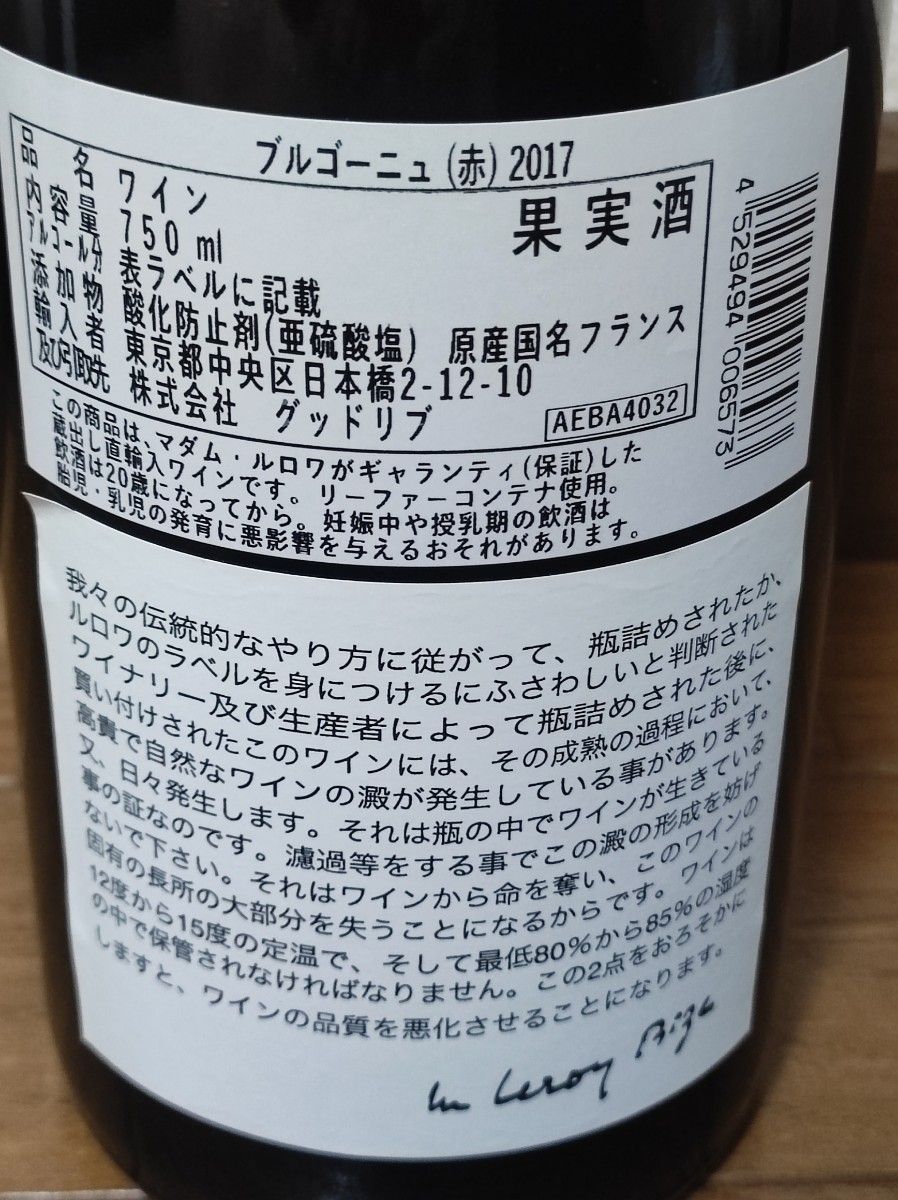 ブルゴーニュ(赤) 2017
品名 ワイン
果実酒
内容量 750 ml
アルコール分 表ラベルに記載
添加物 酸化防止剤(亜硫酸塩) 原産国名フランス
輸入者 東京都中央区日本橋2-12-10
及び引取先 株式会社 グッドリブ
AEBA4032
4 529494 006573
この商品は、マダム・ルロワがギャランティ(保証)した
蔵出し直輸入ワインです。リーファーコンテナ使用。
飲酒は20歳になってから。妊娠中や授乳期の飲酒は
胎児・乳児の発育に悪影響を与えるおそれがあります。
我々の伝統的なやり方に従がって、瓶詰めされたか、
ルロワのラベルを身につけるにふさわしいと判断された
ワイナリー及び生産者によって瓶詰めされた後に、
買い付けされたこのワインには、その成熟の過程において、
高貴で自然なワインの澱が発生している事があります。
又、日々発生します。それは瓶の中でワインが生きている
事の証なのです。濾過等をする事でこの澱の形成を妨げ
ないで下さい。それはワインから命を奪い、このワインの
固有の長所の大部分を失うことになるからです。ワインは
12度から15度の定温で、そして最低80%から85%の湿度
の中で保管されなければなりません。この2点をおろそかに
しますと、ワインの品質を悪化させることになります。
Leroy Bize